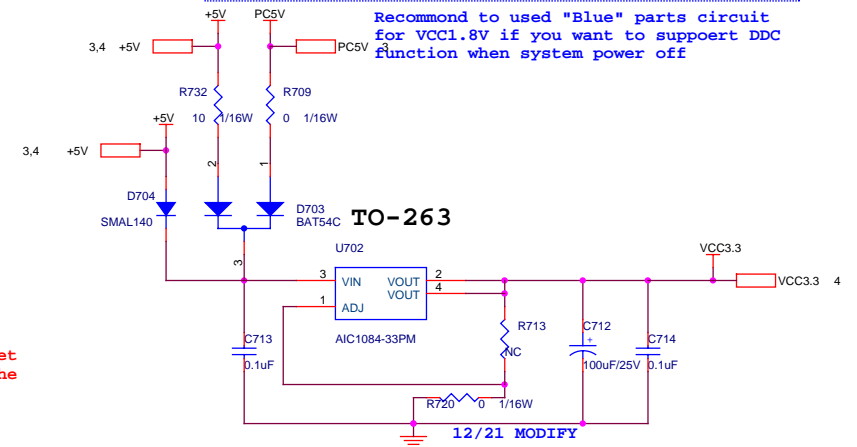 +5V PC5V
Recommond to used "Blue" parts circuit
for VCC1.8V if you want to suppoert DDC
function when system power off
3,4 +5V
PC5V 3
R732 R709
10 1/16W 0 1/16W
+5V
3,4 +5V
2 1
D704
SMAL140
D703
BAT54C
TO-263
3
U702
VCC3.3
3 VIN VOUT 2
VOUT 4
1 ADJ
VCC3.3 4
AIC1084-33PM
C713
0.1uF
R713
NC
C712
+
100uF/25V
C714
0.1uF
et
he
R720 0 1/16W
12/21 MODIFY